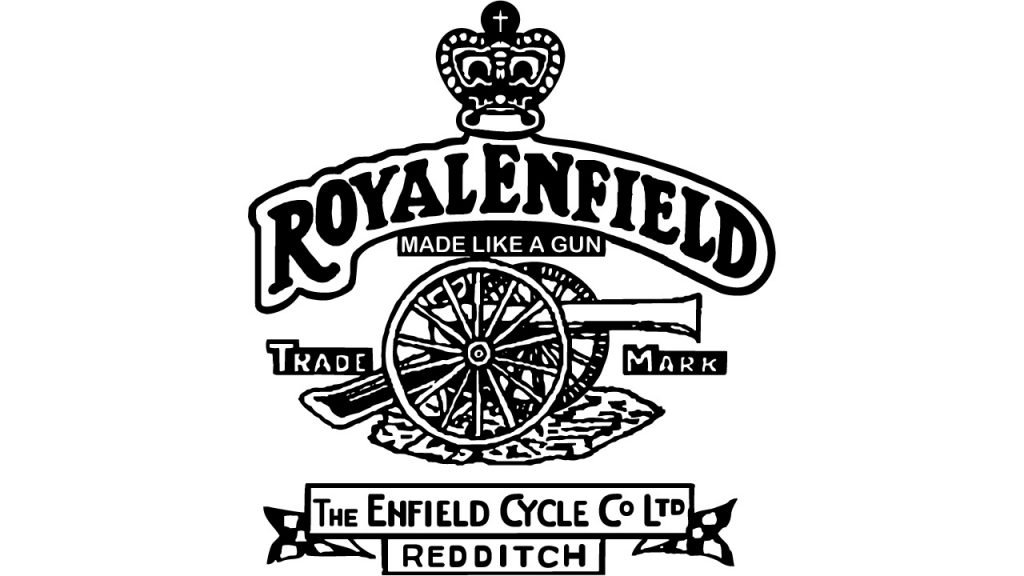 ROYAL ENFIELD
MADE LIKE A GUN
TRADE MARK
THE ENFIELD CYCLE CO LTD
REDDITCH